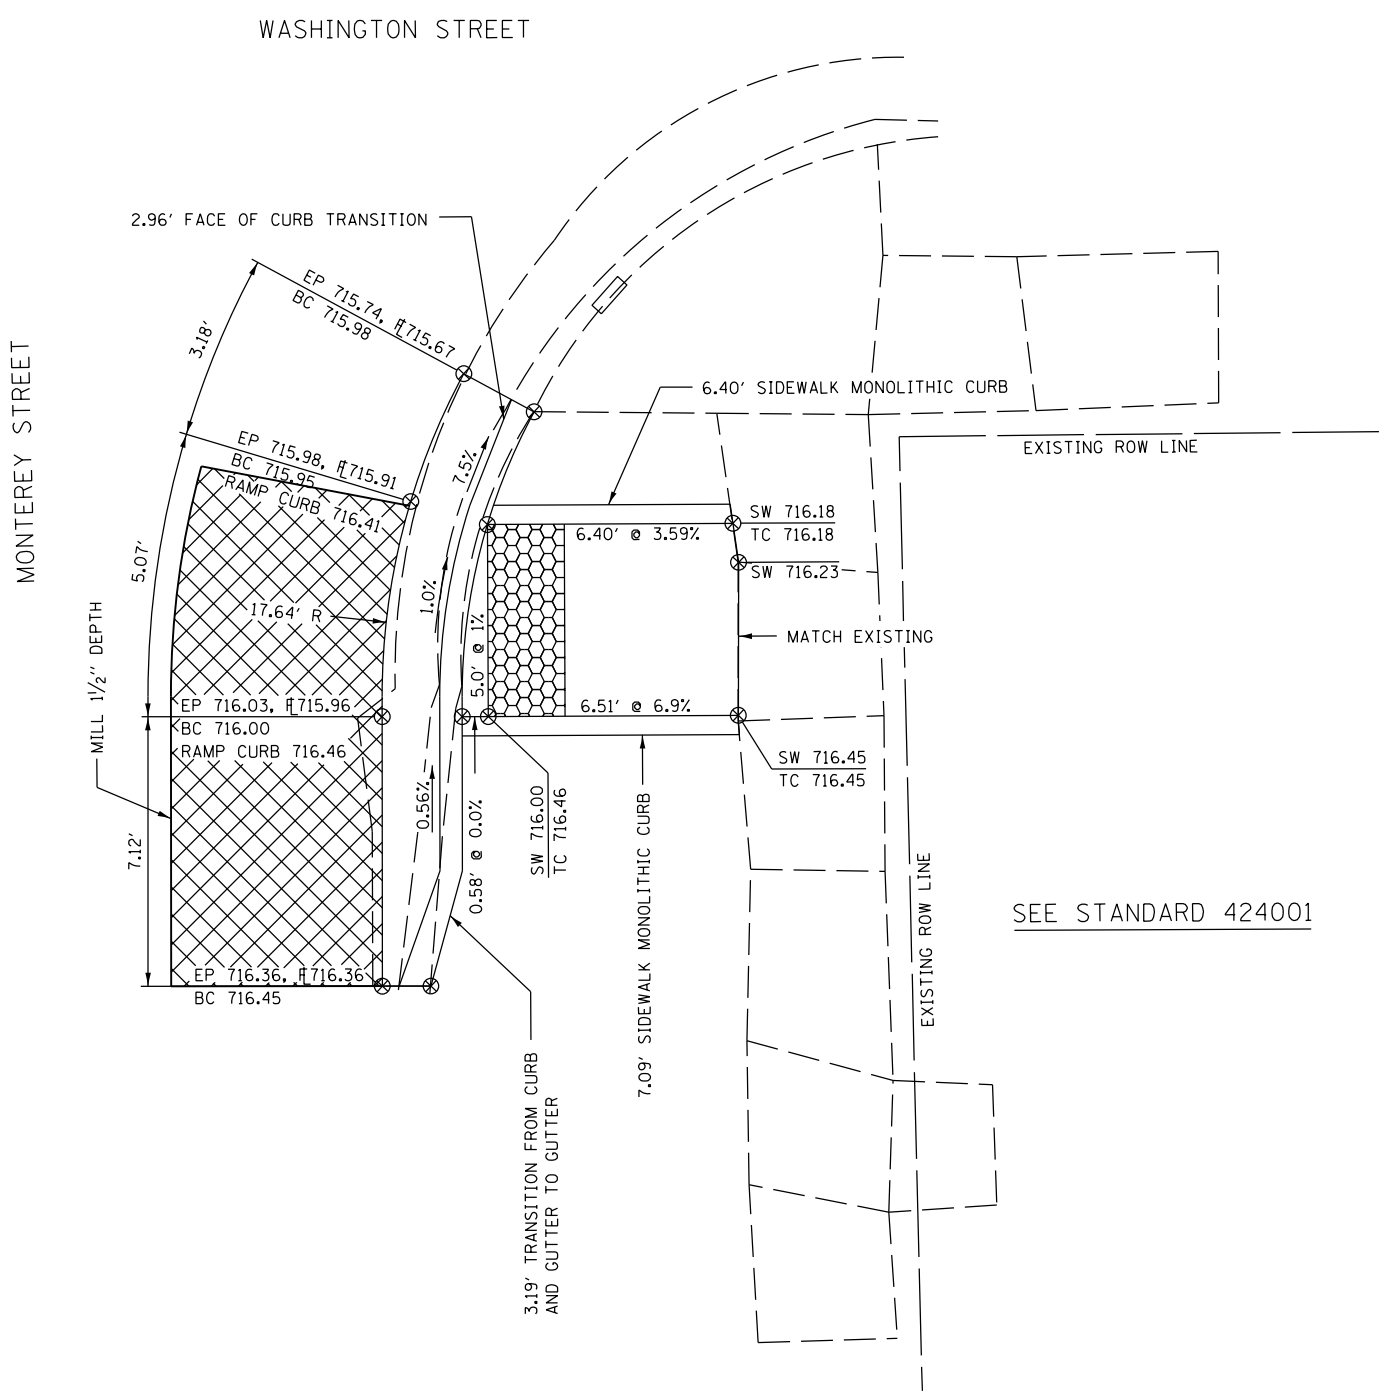 WASHINGTON STREET
2.96' FACE OF CURB TRANSITION
EP 715.74, FL715.67
BC 715.98
3.18'
MONTEREY STREET
6.40' SIDEWALK MONOLITHIC CURB
EXISTING ROW LINE
EP 715.98, FL715.91
BC 715.95
RAMP CURB 716.41
7.5%
SW 716.18
TC 716.18
6.40' @ 3.59%
SW 716.23
5.07'
1.0%
17.64' R
5.0' @ 1%
MATCH EXISTING
MILL 1½" DEPTH
EP 716.03, FL715.96
BC 716.00
RAMP CURB 716.46
6.51' @ 6.9%
SW 716.45
TC 716.45
0.56%
0.58' @ 0.0%
SW 716.00
TC 716.46
7.09' SIDEWALK MONOLITHIC CURB
7.12'
EXISTING ROW LINE
SEE STANDARD 424001
EP 716.36, FL716.36
BC 716.45
3.19' TRANSITION FROM CURB
AND GUTTER TO GUTTER